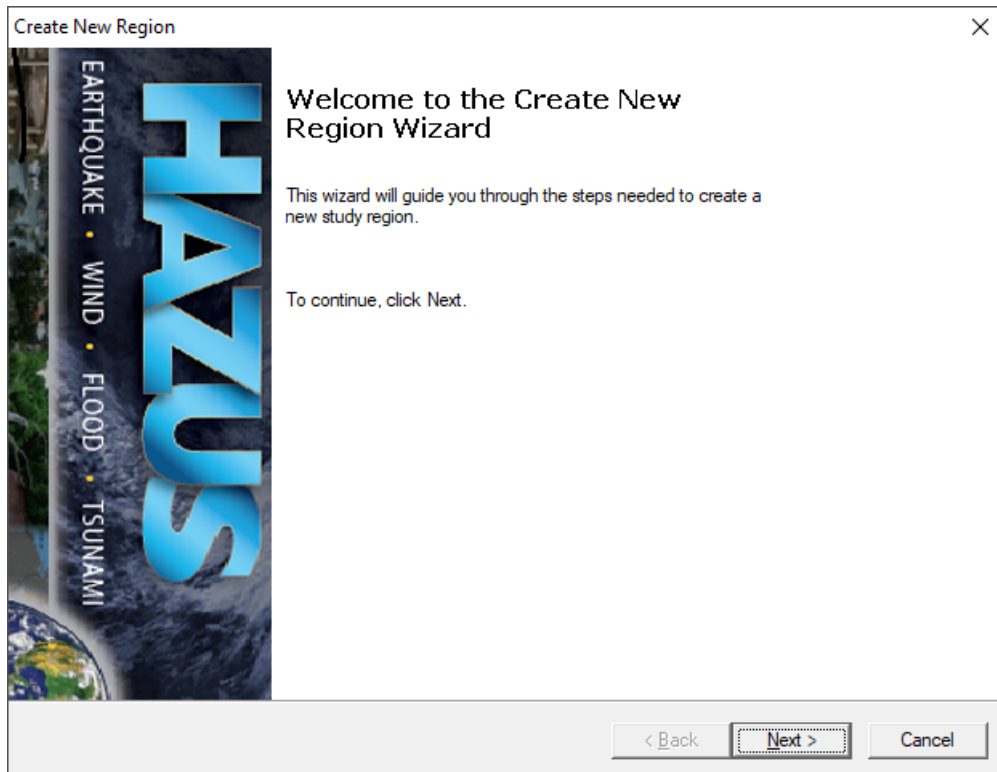 Create New Region
EARTHQUAKE • WIND • FLOOD • TSUNAMI
HAZUS
Welcome to the Create New
Region Wizard
This wizard will guide you through the steps needed to create a
new study region.
To continue, click Next.
< Back
Next >
Cancel